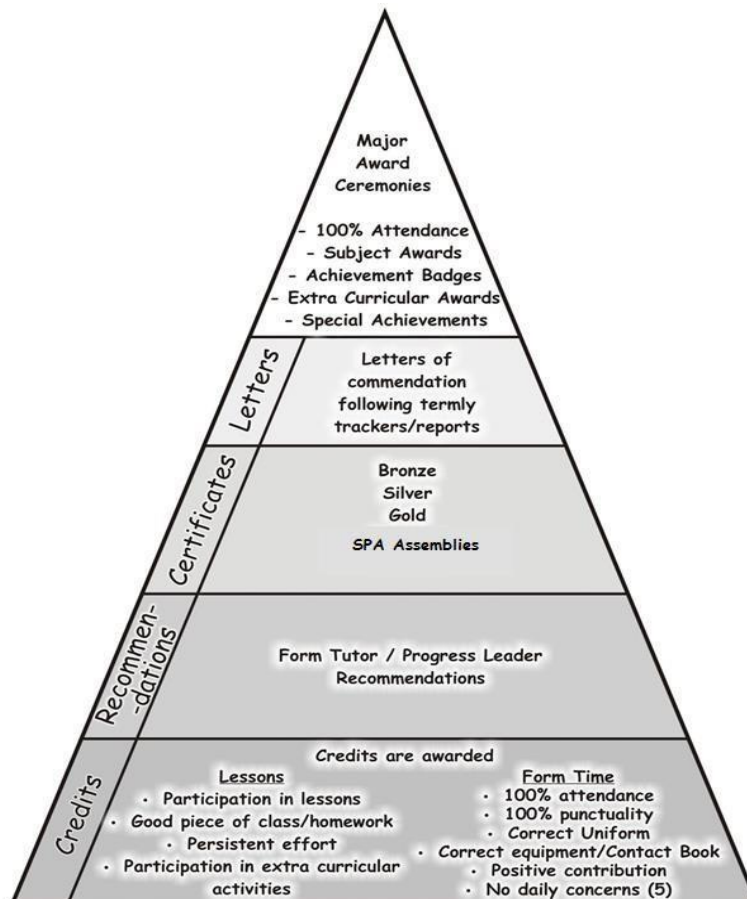 Major
Award
Ceremonies
- 100% Attendance
- Subject Awards
- Achievement Badges
- Extra Curricular Awards
- Special Achievements
Letters
Letters of
commendation
following termly
trackers/reports
Certificates
Bronze
Silver
Gold
SPA Assemblies
Recommen-
-dations
Form Tutor / Progress Leader
Recommendations
Credits
Credits are awarded
Lessons
· Participation in lessons
· Good piece of class/homework
· Persistent effort
· Participation in extra curricular
activities
Form Time
· 100% attendance
· 100% punctuality
· Correct Uniform
· Correct equipment/Contact Book
· Positive contribution
· No daily concerns (5)